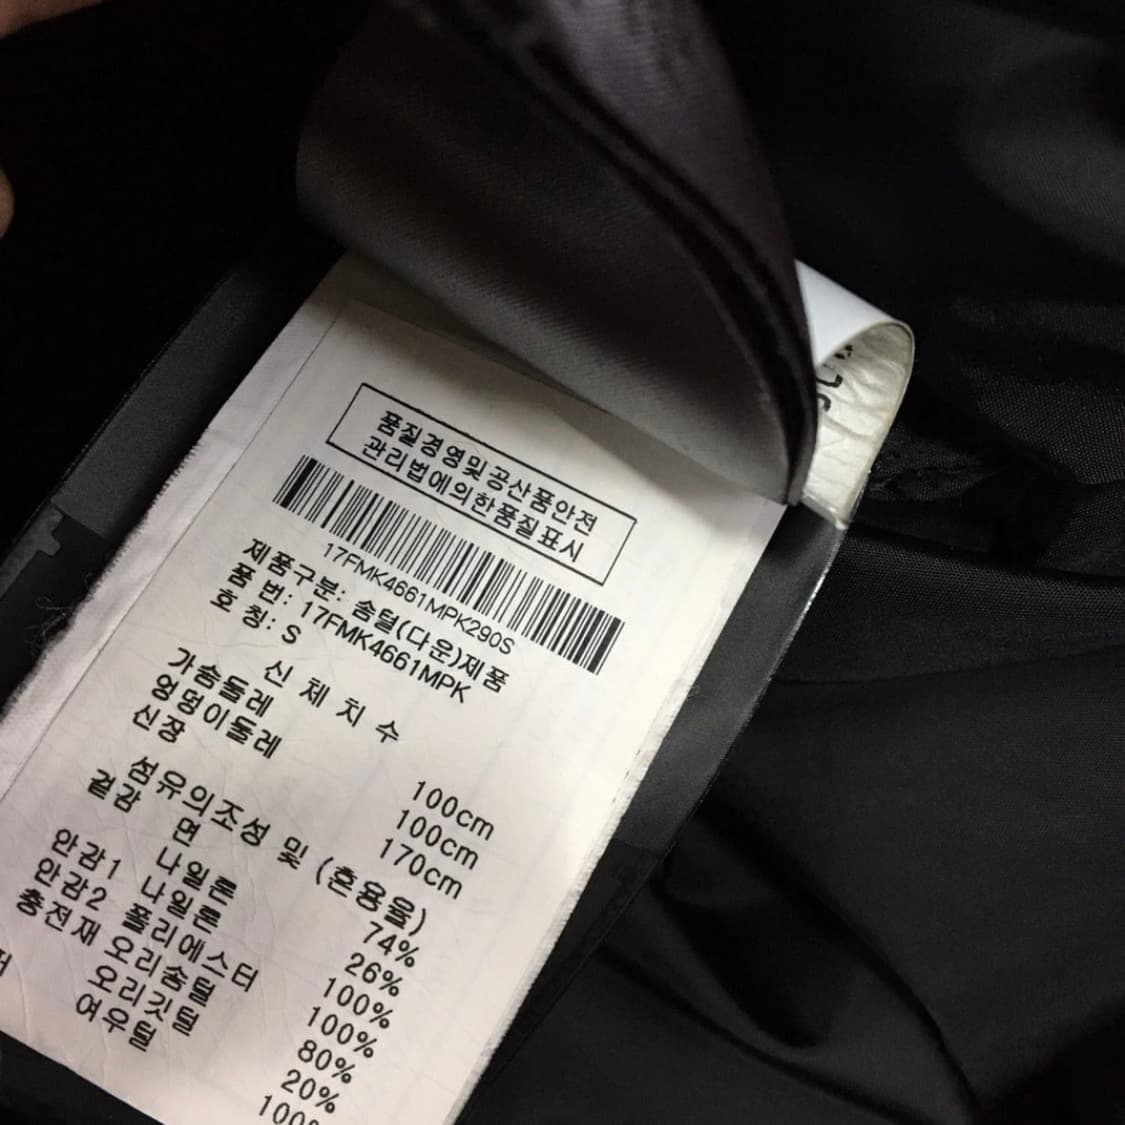 품질경영및공산품안전
관리법에의한품질표시
17FMK4661MPK290S
제품구분: 솜털(다운)제품
품 번: 17FMK4661MPK
호 칭: S
신 체 치 수
가슴둘레 100cm
엉덩이둘레 100cm
신장 170cm
섬유의조성 및 (혼용율)
겉감 면 74%
나일론 26%
안감1 나일론 100%
안감2 폴리에스터 100%
충전재 오리솜털 80%
오리깃털 20%
여우털 100%